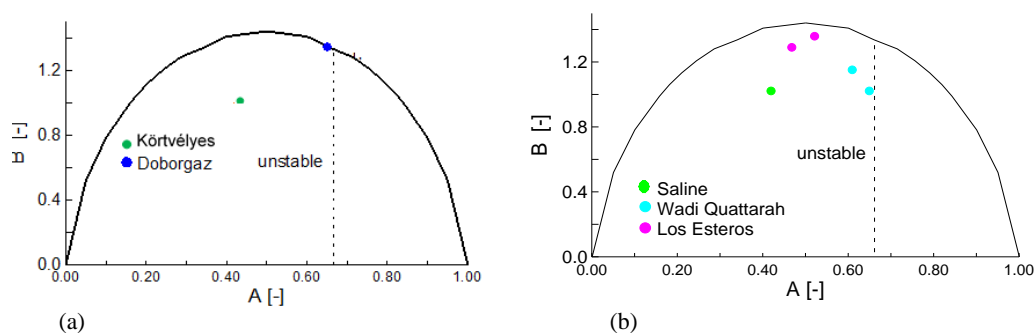 1.2
0.8
0.4
0.0
B [-]
Körtvélyes
Doborgaz
unstable
0.00 0.20 0.40 0.60 0.80 1.00
A [-]
(a)
1.2
0.8
0.4
0.0
B [-]
unstable
Saline
Wadi Quattarah
Los Esteros
0.00 0.20 0.40 0.60 0.80 1.00
A [-]
(b)